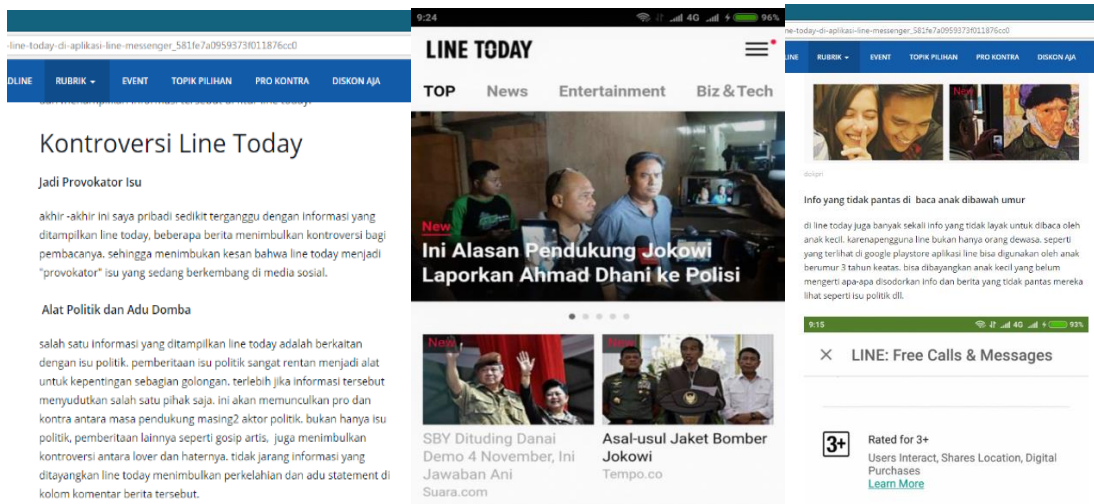 -line-today-di-aplikasi-line-messenger_581fe7a0959373f011876cc0
DLINE RUBRIK EVENT TOPIK PILIHAN PRO KONTRA DISKON AJA
Kontroversi Line Today
Jadi Provokator Isu
akhir -akhir ini saya pribadi sedikit terganggu dengan informasi yang
ditampilkan line today, beberapa berita menimbulkan kontroversi bagi
pembacanya. sehingga menimbukan kesan bahwa line today menjadi
"provokator" isu yang sedang berkembang di media sosial.
Alat Politik dan Adu Domba
salah satu informasi yang ditampilkan line today adalah berkaitan
dengan isu politik. pemberitaan isu politik sangat rentan menjadi alat
untuk kepentingan sebagian golongan. terlebih jika informasi tersebut
menyudutkan salah satu pihak saja. ini akan memunculkan pro dan
kontra antara masa pendukung masing2 aktor politik. bukan hanya isu
politik, pemberitaan lainnya seperti gosip artis, juga menimbulkan
kontroversi antara lover dan haternya. tidak jarang informasi yang
ditayangkan line today menimbulkan perkelahian dan adu statement di
kolom komentar berita tersebut.
9:24 4G 96%
LINE TODAY
TOP News Entertainment Biz & Tech
New
Ini Alasan Pendukung Jokowi
Laporkan Ahmad Dhani ke Polisi
New
SBY Dituding Danai
Demo 4 November, Ini
Jawaban Ani
Suara.com
New
Asal-usul Jaket Bomber
Jokowi
Tempo.co
ne-today-di-aplikasi-line-messenger_581fe7a0959373f011876cc0
LINE RUBRIK EVENT TOPIK PILIHAN PRO KONTRA DISKON AJA
New
dokpri
Info yang tidak pantas di baca anak dibawah umur
di line today juga banyak sekali info yang tidak layak untuk dibaca oleh
anak kecil. karenapengguna line bukan hanya orang dewasa. seperti
yang terlihat di google playstore aplikasi line bisa digunakan oleh anak
berumur 3 tahun keatas. bisa dibayangkan anak kecil yang belum
mengerti apa-apa disodorkan info dan berita yang tidak pantas mereka
lihat seperti isu politik dll.
9:15 4G 93%
× LINE: Free Calls & Messages
3+
Rated for 3+
Users Interact, Shares Location, Digital
Purchases
Learn More